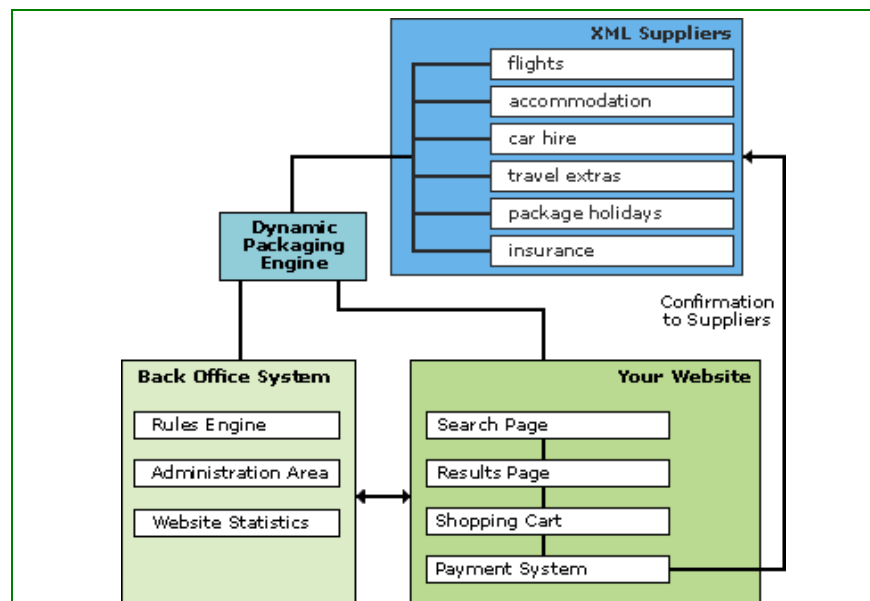 XML Suppliers
flights
accommodation
car hire
travel extras
package holidays
insurance
Dynamic
Packaging
Engine
Confirmation
to Suppliers
Back Office System
Rules Engine
Administration Area
Website Statistics
Your Website
Search Page
Results Page
Shopping Cart
Payment System